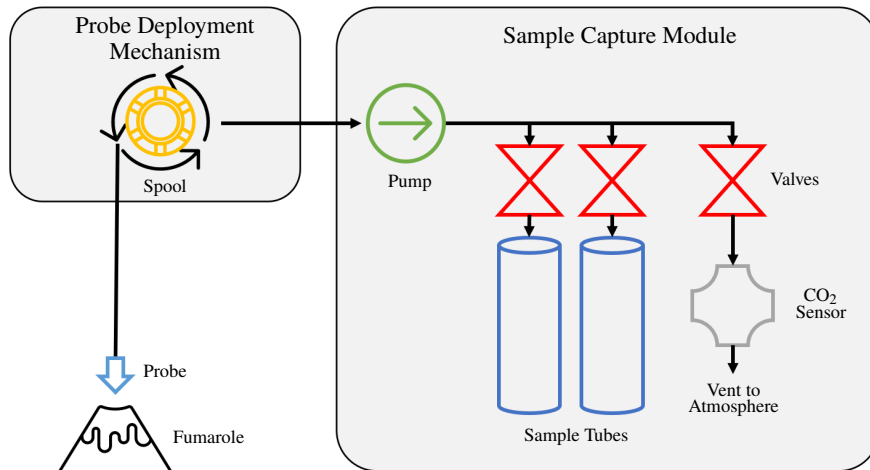 Probe Deployment
Mechanism
Spool
Probe
Fumarole
Sample Capture Module
Pump
Valves
CO₂
Sensor
Vent to
Atmosphere
Sample Tubes